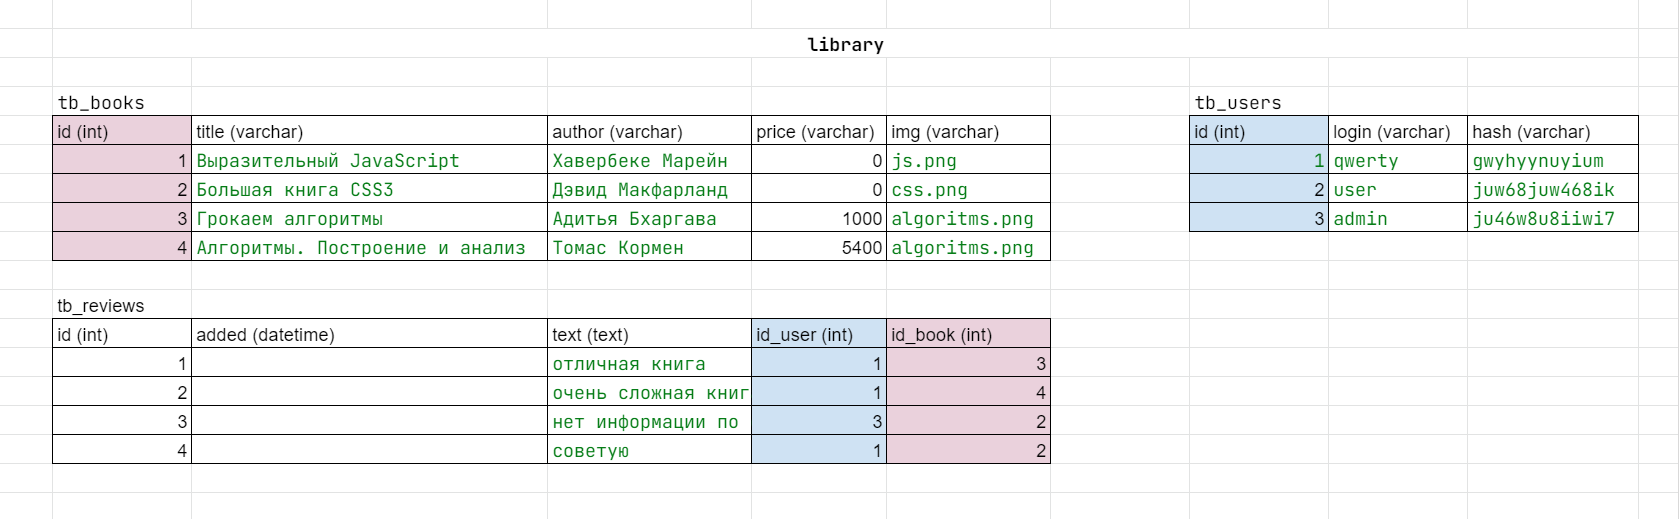 library
tb_books
id (int) title (varchar) author (varchar) price (varchar) img (varchar)
1 Выразительный JavaScript Хавербеке Марейн 0 js.png
2 Большая книга CSS3 Дэвид Макфарланд 0 css.png
3 Грокаем алгоритмы Адитья Бхаргава 1000 algoritms.png
4 Алгоритмы. Построение и анализ Томас Кормен 5400 algoritms.png
tb_users
id (int) login (varchar) hash (varchar)
1 qwerty gwyhyynuyium
2 user juw68juw468ik
3 admin ju46w8u8iiwi7
tb_reviews
id (int) added (datetime) text (text) id_user (int) id_book (int)
1 отличная книга 1 3
2 очень сложная книг 1 4
3 нет информации по 3 2
4 советую 1 2